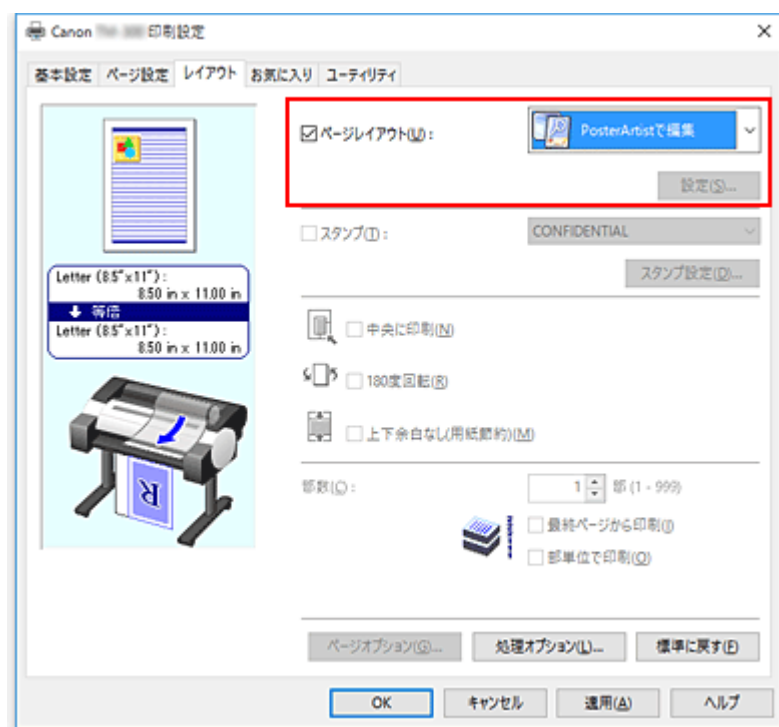 Canon 印刷設定
基本設定 ページ設定 レイアウト お気に入り ユーティリティ
ページレイアウト(U):
PosterArtistで編集
設定(S)...
スタンプ(T):
CONFIDENTIAL
スタンプ設定(D)...
Letter (8.5"x11"):
8.50 in x 11.00 in
等倍
Letter (8.5"x11"):
8.50 in x 11.00 in
中央に印刷(N)
180度回転(R)
上下余白なし(用紙節約)(M)
R
部数(C):
1 部 (1 - 999)
最終ページから印刷(I)
部単位で印刷(O)
ページオプション(G)... 処理オプション(L)... 標準に戻す(F)
OK キャンセル 適用(A) ヘルプ